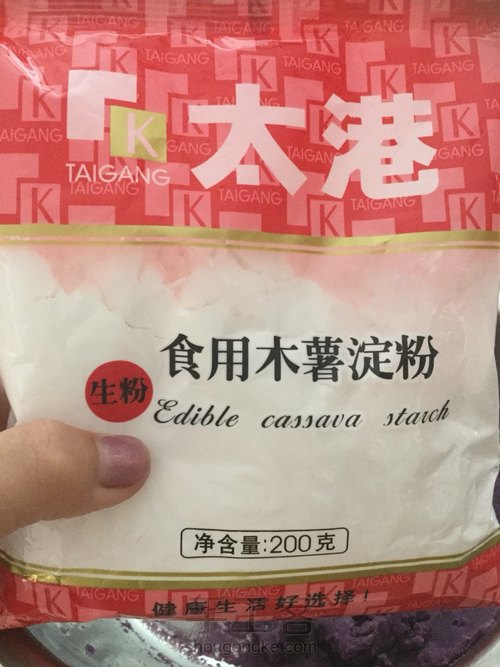 K
TAIGANG
太港
生粉
食用木薯淀粉
Edible cassava starch
净含量:200克
健康生活好选择!